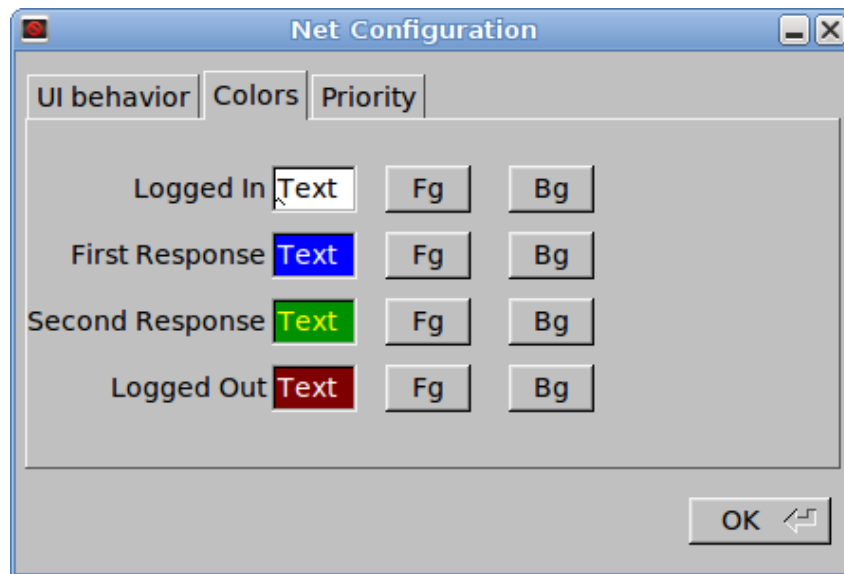 Net Configuration
UI behavior Colors Priority
Logged In Text Fg Bg
First Response Text Fg Bg
Second Response Text Fg Bg
Logged Out Text Fg Bg
OK